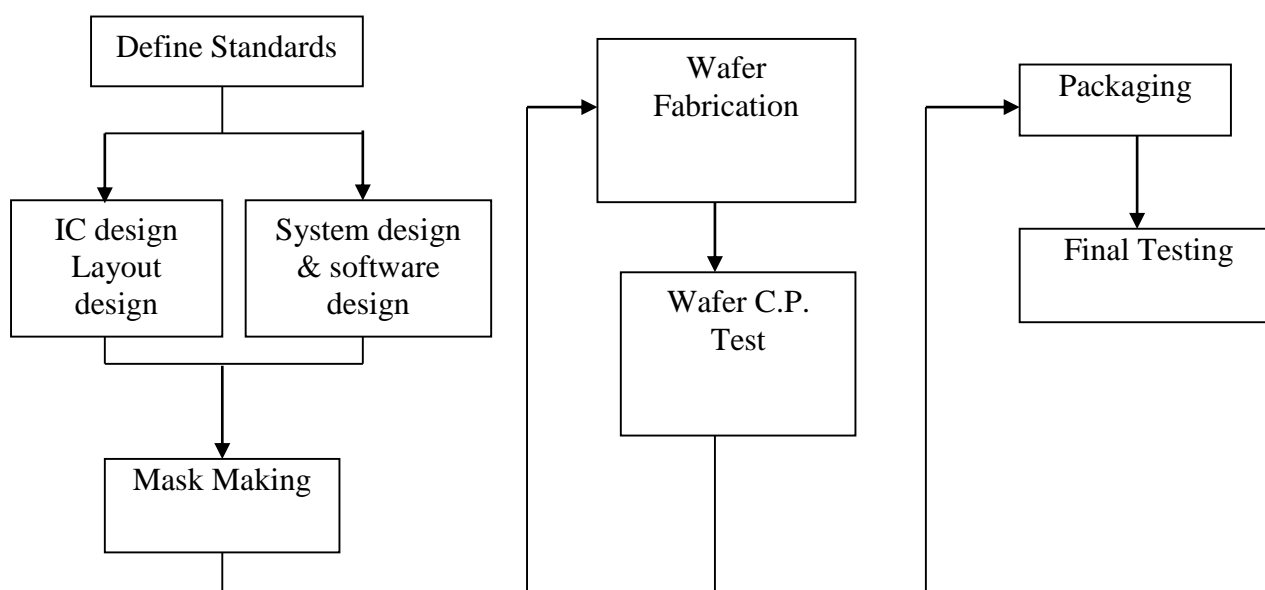 Define Standards
IC design
Layout
design
System design
& software
design
Mask Making
Wafer
Fabrication
Wafer C.P.
Test
Packaging
Final Testing